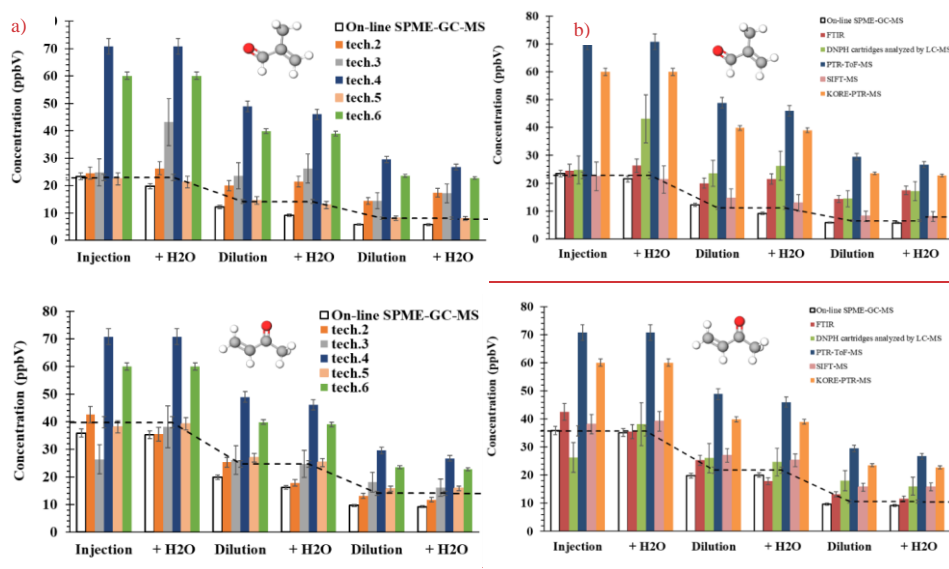 a)
Concentration (ppbV)
80
70
60
50
40
30
20
10
0
On-line SPME-GC-MS
tech.2
tech.3
tech.4
tech.5
tech.6
Injection + H2O Dilution + H2O Dilution + H2O
b)
Concentration (ppbV)
80
70
60
50
40
30
20
10
0
On-line SPME-GC-MS
FTIR
DNPH cartridges analyzed by LC-MS
PTR-ToF-MS
SIFT-MS
KORE-PTR-MS
Injection + H2O Dilution + H2O Dilution + H2O
Concentration (ppbV)
80
70
60
50
40
30
20
10
0
On-line SPME-GC-MS
tech.2
tech.3
tech.4
tech.5
tech.6
Injection + H2O Dilution + H2O Dilution + H2O
Concentration (ppbV)
80
70
60
50
40
30
20
10
0
On-line SPME-GC-MS
FTIR
DNPH cartridges analyzed by LC-MS
PTR-ToF-MS
SIFT-MS
KORE-PTR-MS
Injection + H2O Dilution + H2O Dilution + H2O